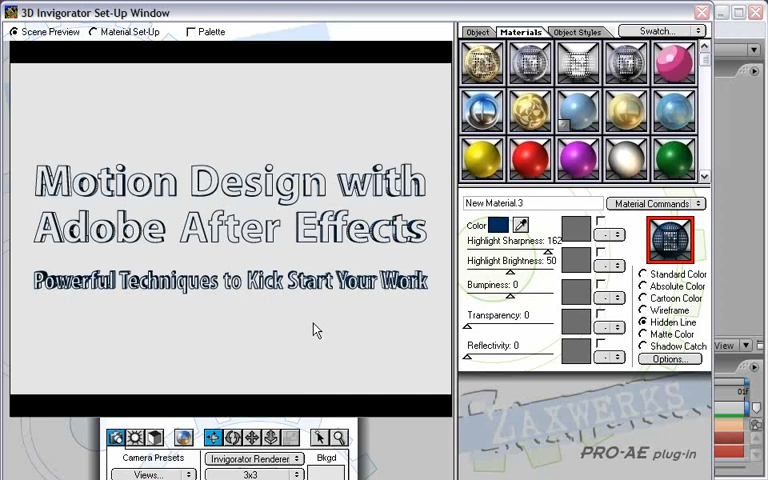 3D Invigorator Set-Up Window
Scene Preview
Material Set-Up
Palette
Object
Materials
Object Styles
Swatch...
Motion Design with
Adobe After Effects
Powerful Techniques to Kick Start Your Work
New Material.3
Material Commands
Color
Highlight Sharpness: 162
Highlight Brightness: 50
Bumpiness: 0
Transparency: 0
Reflectivity: 0
Standard Color
Absolute Color
Cartoon Color
Wireframe
Hidden Line
Matte Color
Shadow Catch
Options...
View
01f
ZAXWERKS
PRO-AE plug-in
Camera Presets
Invigorator Renderer
Bkgd
Views...
3x3